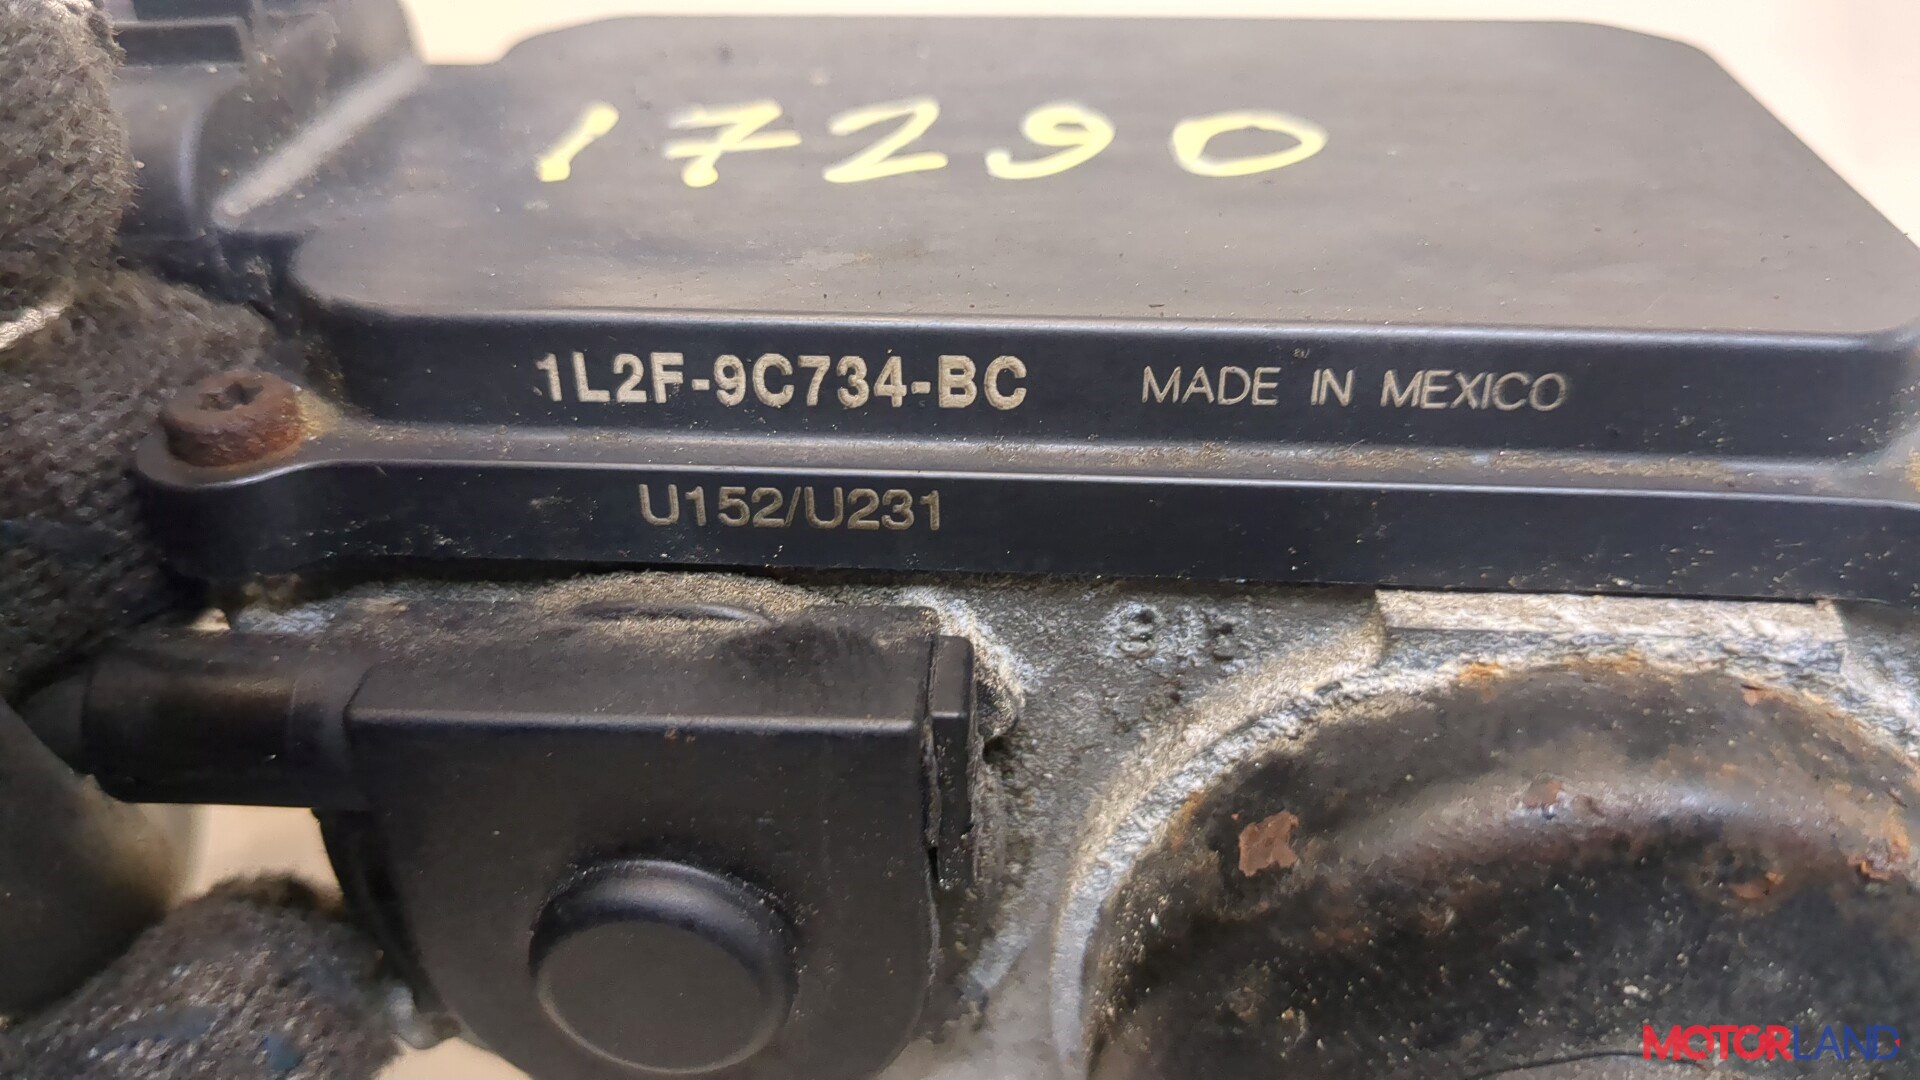 17290
1L2F-9C734-BC MADE IN MEXICO
U152/U231
MOTORLAND